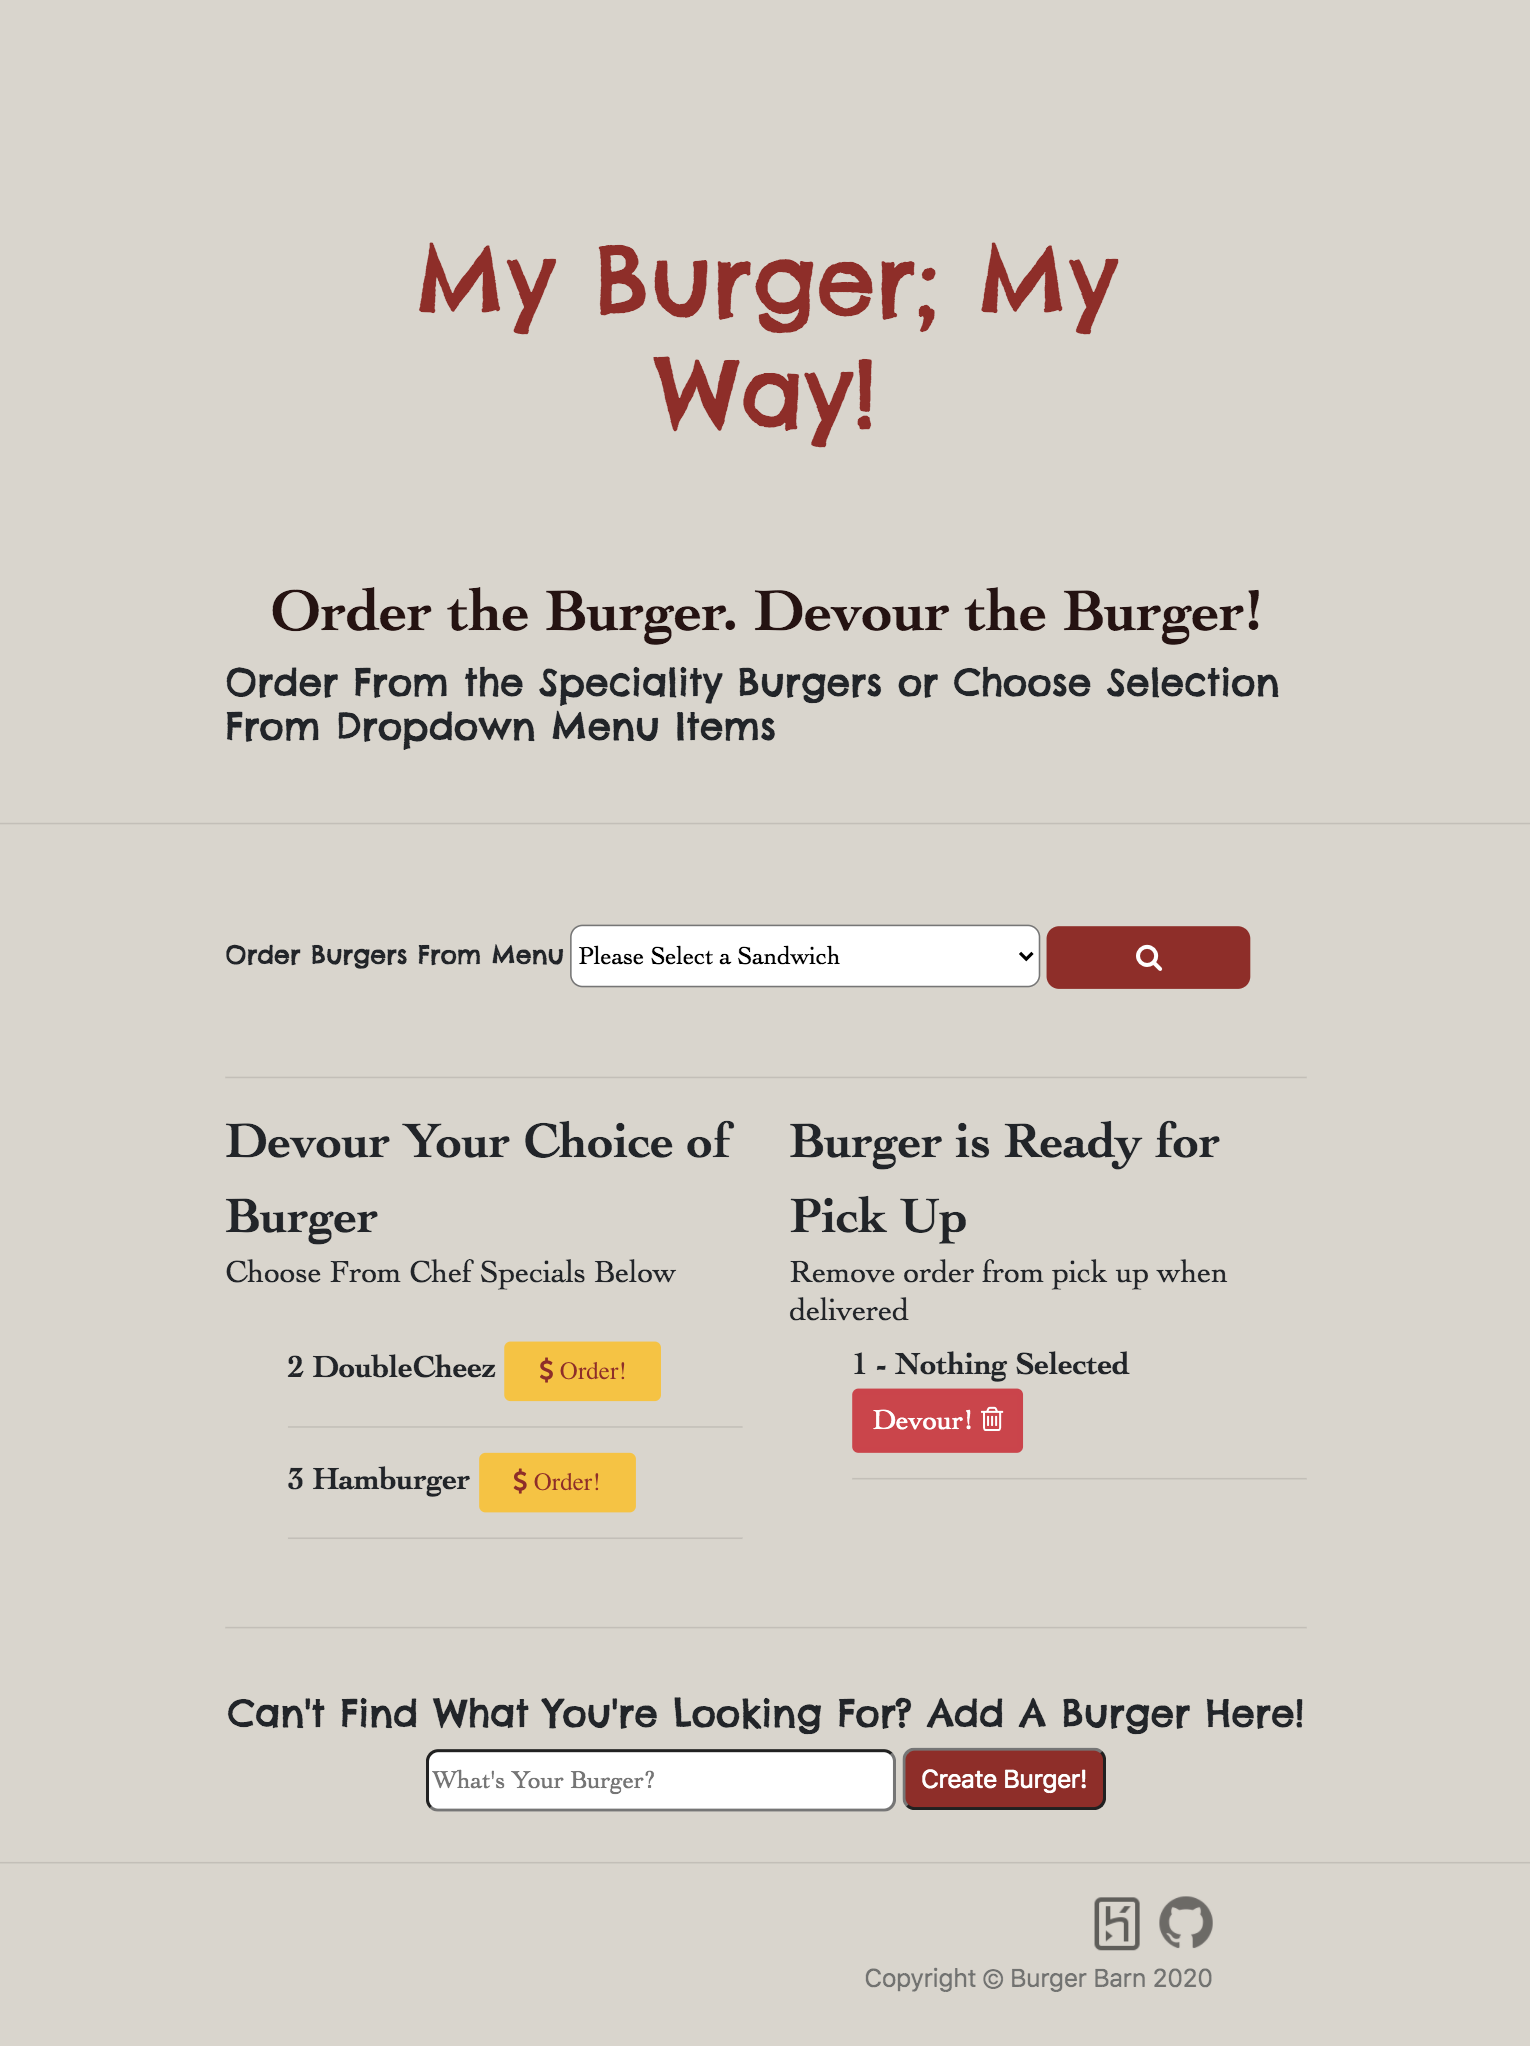 My Burger; My
Way!
Order the Burger. Devour the Burger!
Order From the Speciality Burgers or Choose Selection
From Dropdown Menu Items
Order Burgers From Menu Please Select a Sandwich
Devour Your Choice of
Burger
Choose From Chef Specials Below
2 DoubleCheez $ Order!
3 Hamburger $ Order!
Burger is Ready for
Pick Up
Remove order from pick up when
delivered
1 - Nothing Selected
Devour!
Can't Find What You're Looking For? Add A Burger Here!
What's Your Burger? Create Burger!
Copyright © Burger Barn 2020